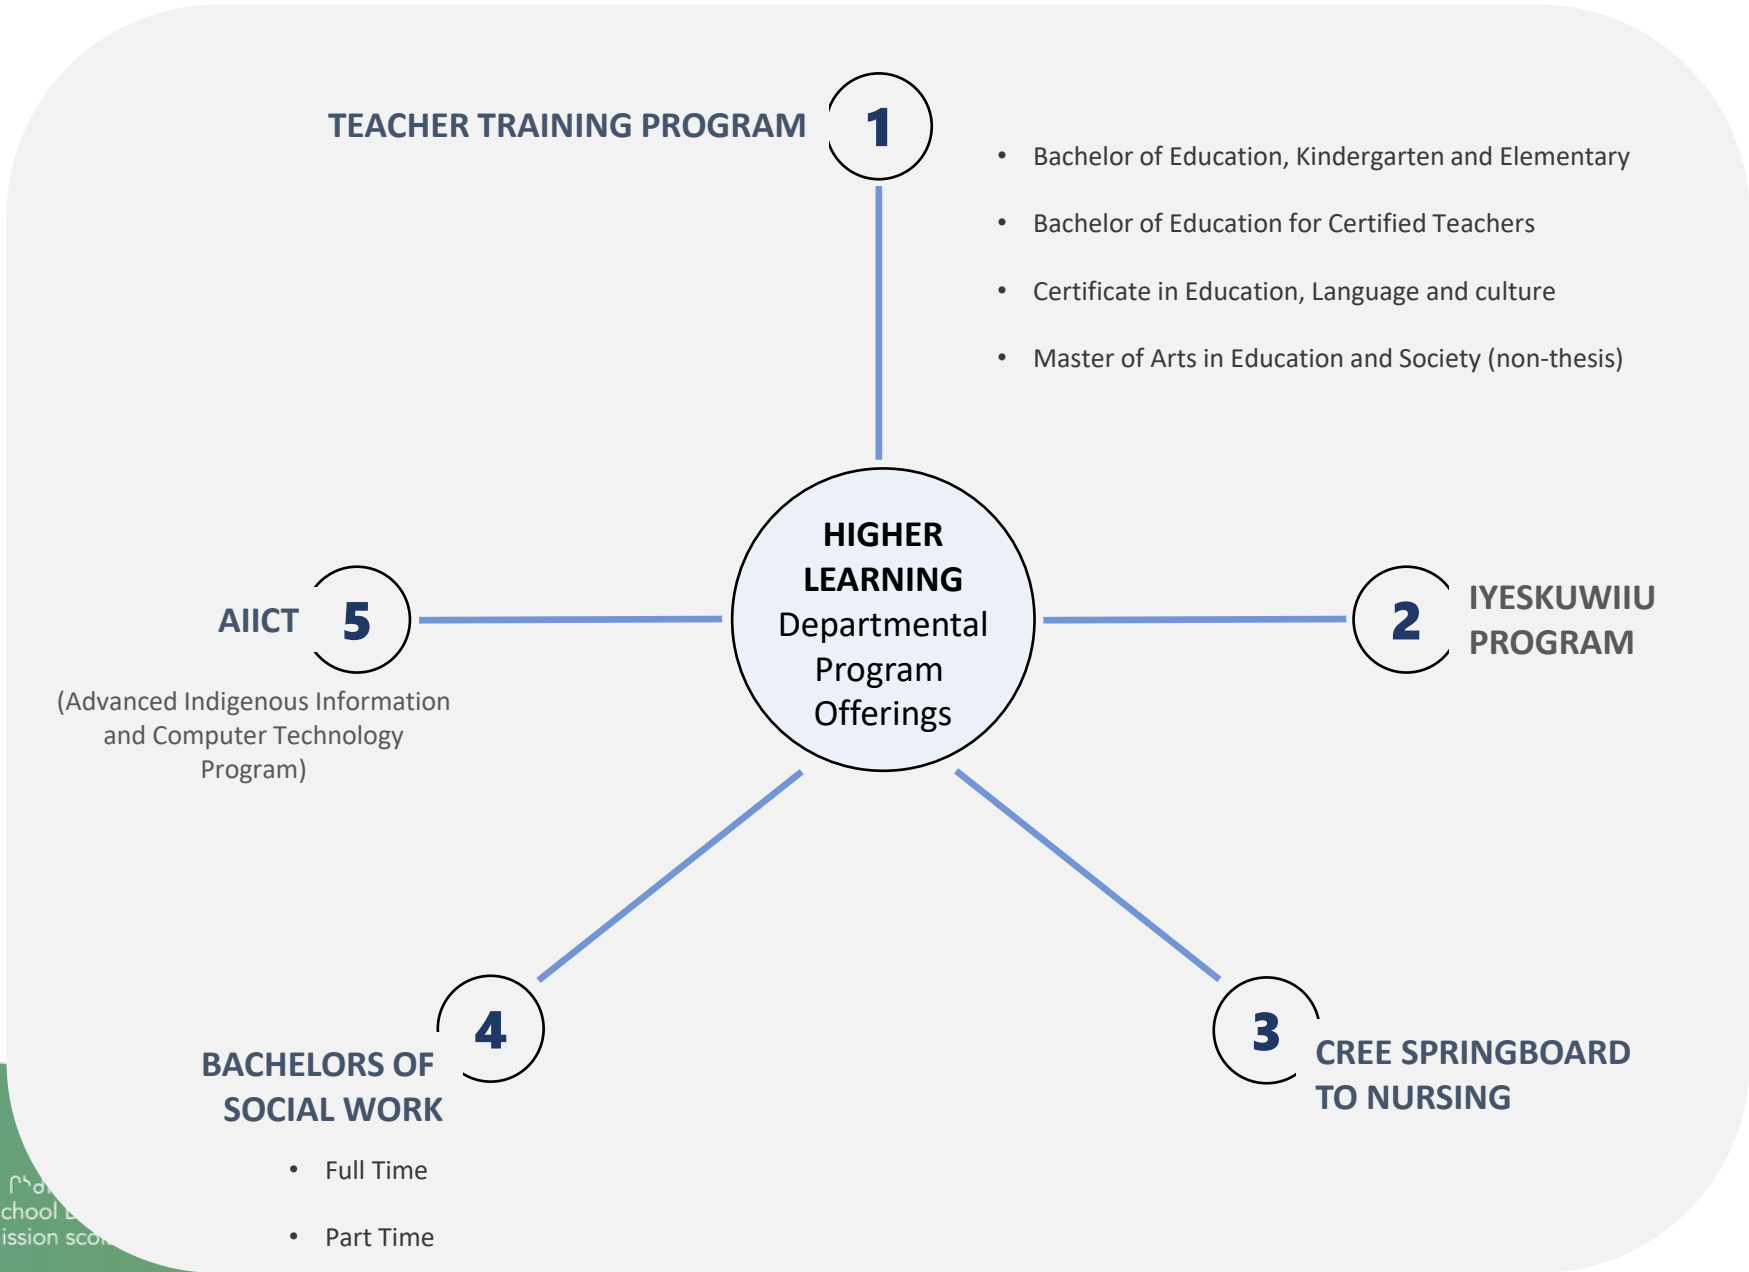 TEACHER TRAINING PROGRAM
1
• Bachelor of Education, Kindergarten and Elementary
• Bachelor of Education for Certified Teachers
• Certificate in Education, Language and culture
• Master of Arts in Education and Society (non-thesis)
HIGHER
LEARNING
Departmental
Program
Offerings
2
IYESKUWIIU
PROGRAM
3
CREE SPRINGBOARD
TO NURSING
4
BACHELORS OF
SOCIAL WORK
• Full Time
• Part Time
5
AIICT
(Advanced Indigenous Information
and Computer Technology
Program)
chool
ission